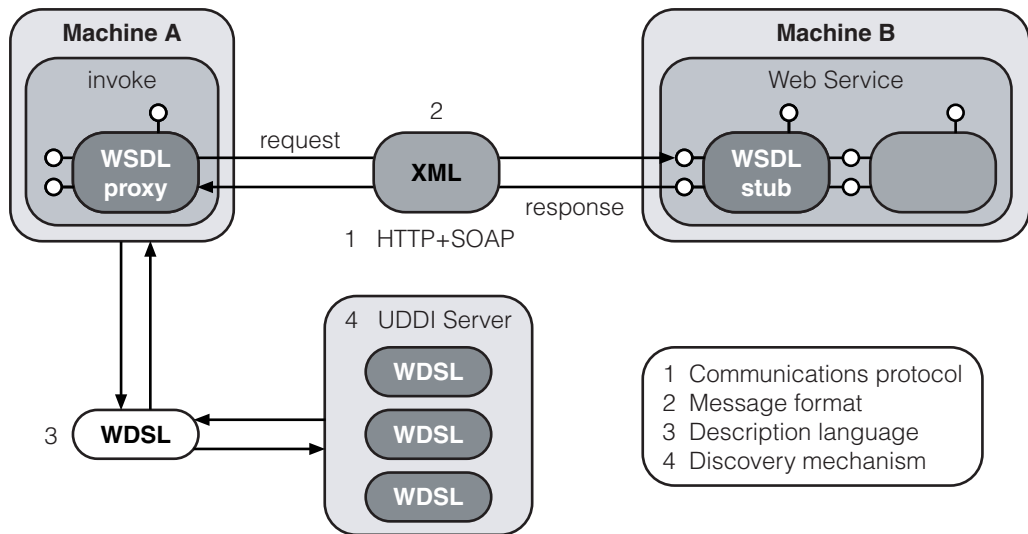 Machine A
invoke
WSDL
proxy
request
2
XML
response
1 HTTP+SOAP
Machine B
Web Service
WSDL
stub
3 WDSL
4 UDDI Server
WDSL
WDSL
WDSL
1 Communications protocol
2 Message format
3 Description language
4 Discovery mechanism